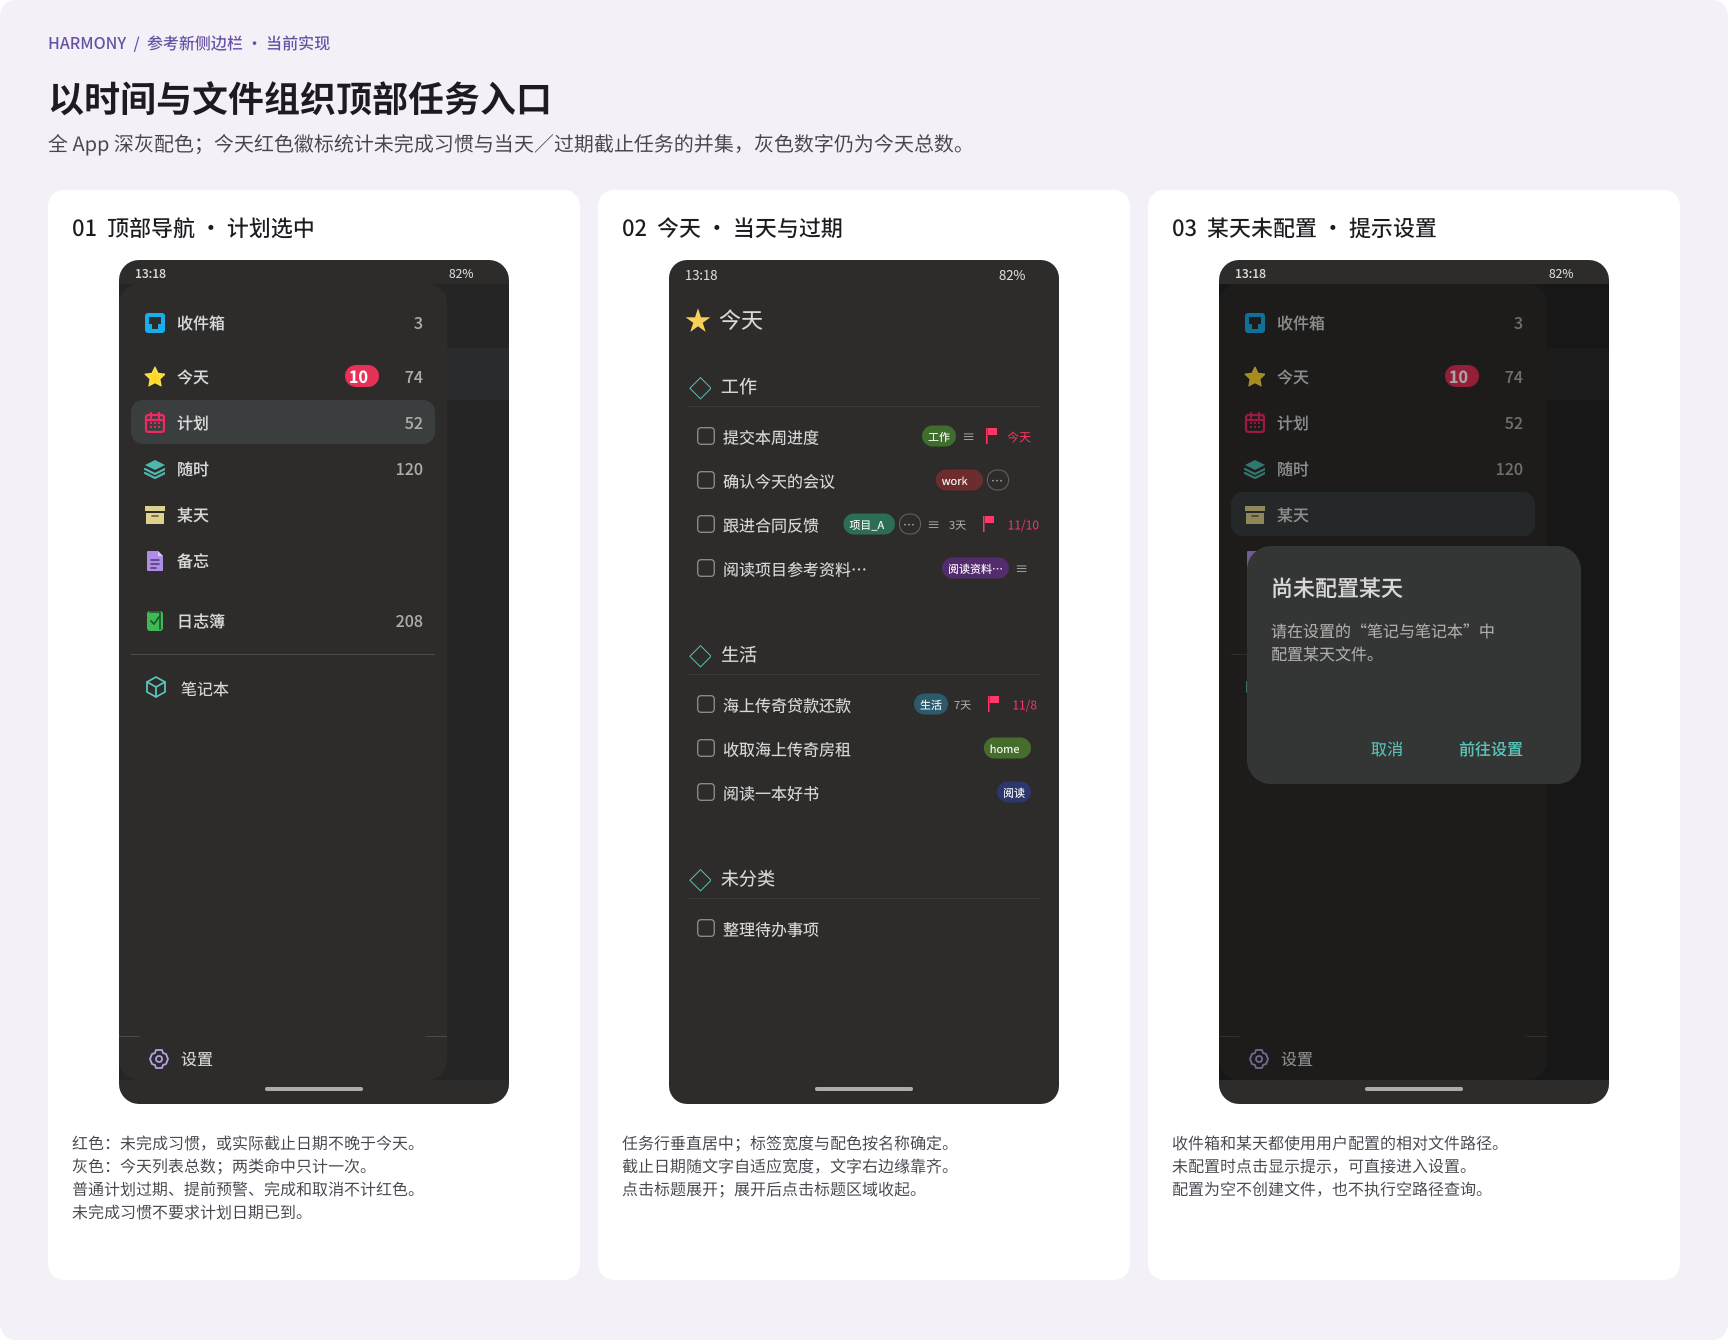 HARMONY / 参考新侧边栏 · 当前实现
以时间与文件组织顶部任务入口
全 App 深灰配色；今天红色徽标统计未完成习惯与当天／过期截止任务的并集，灰色数字仍为今天总数。
01 顶部导航 · 计划选中
13:18 82%
收件箱 3
今天 10 74
计划 52
随时 120
某天
备忘
日志簿 208
笔记本
设置
红色：未完成习惯，或实际截止日期不晚于今天。
灰色：今天列表总数；两类命中只计一次。
普通计划过期、提前预警、完成和取消不计红色。
未完成习惯不要求计划日期已到。
02 今天 · 当天与过期
13:18 82%
今天
工作
提交本周进度 工作 今天
确认今天的会议 work ···
跟进合同反馈 项目_A ··· 3天 11/10
阅读项目参考资料… 阅读资料…
生活
海上传奇贷款还款 生活 7天 11/8
收取海上传奇房租 home
阅读一本好书 阅读
未分类
整理待办事项
任务行垂直居中；标签宽度与配色按名称确定。
截止日期随文字自适应宽度，文字右边缘靠齐。
点击标题展开；展开后点击标题区域收起。
03 某天未配置 · 提示设置
13:18 82%
收件箱 3
今天 10 74
计划 52
随时 120
某天
尚未配置某天
请在设置的“笔记与笔记本”中
配置某天文件。
取消 前往设置
设置
收件箱和某天都使用用户配置的相对文件路径。
未配置时点击显示提示，可直接进入设置。
配置为空不创建文件，也不执行空路径查询。